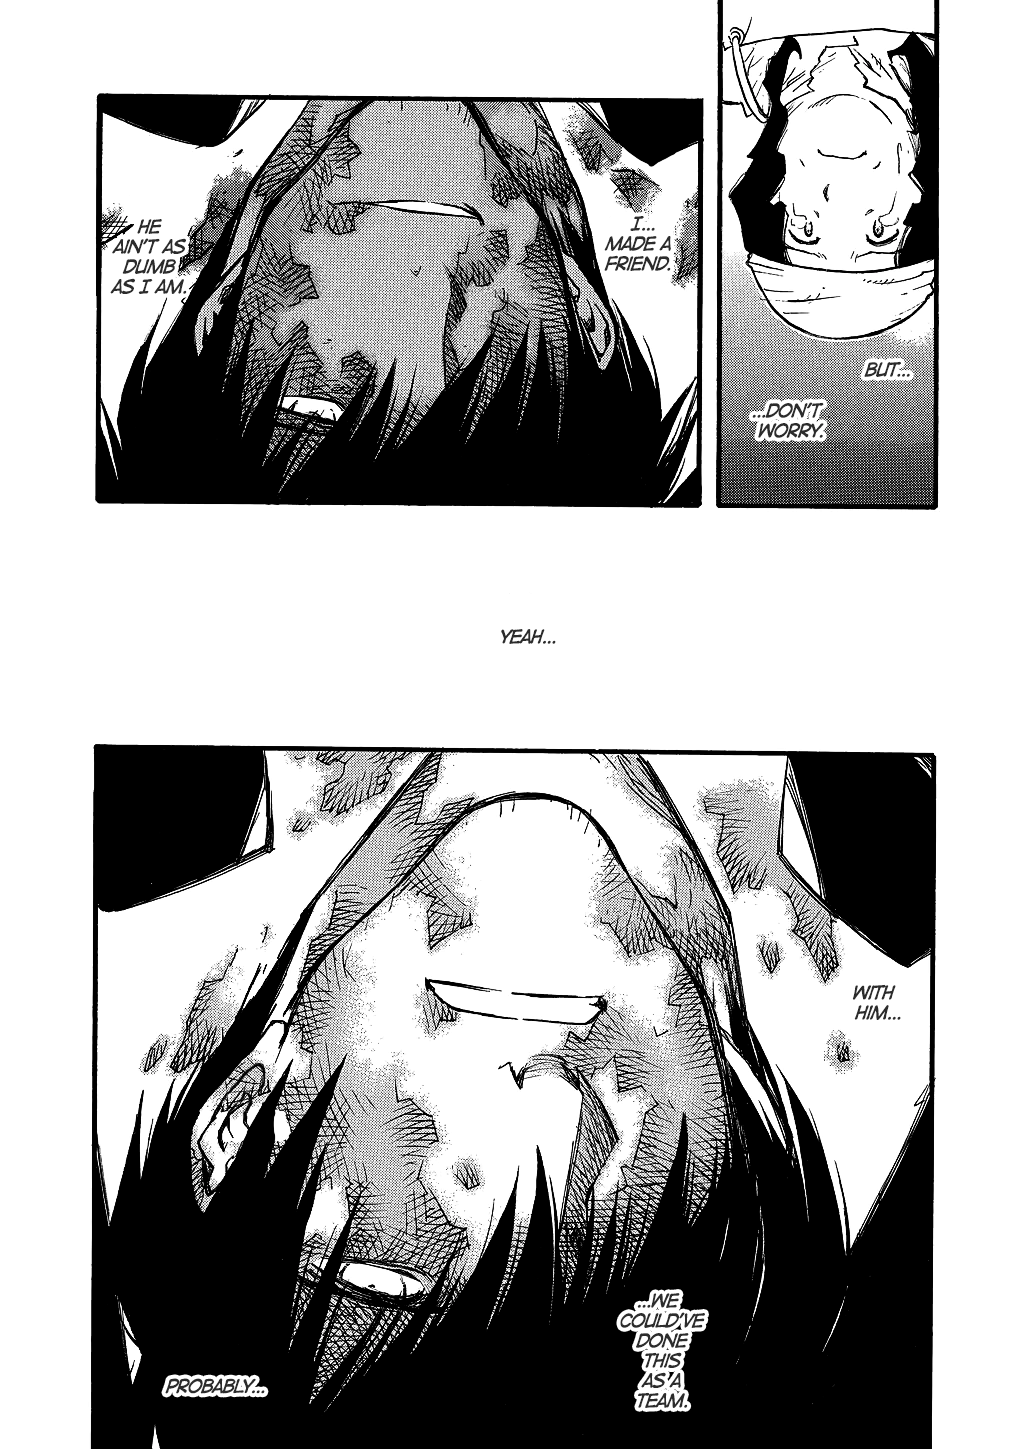 BUT...
...DON'T
WORRY.
I...
MADE A
FRIEND.
HE
AIN'T AS
DUMB
AS I AM.
YEAH...
WITH
HIM...
...WE
COULD'VE
DONE
THIS
AS A
TEAM.
PROBABLY...